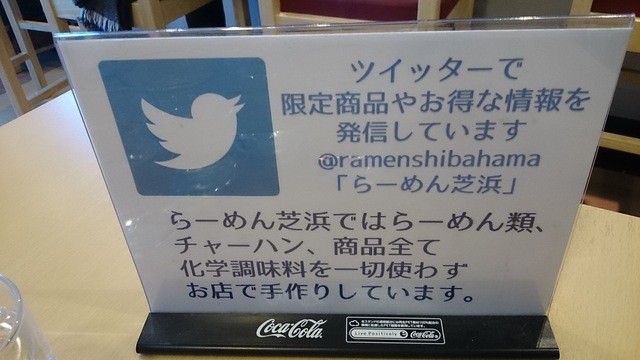 ツイッターで
限定商品やお得な情報を
発信しています
@ramenshibahama
「らーめん芝浜」
らーめん芝浜ではらーめん類、
チャーハン、商品全て
化学調味料を一切使わず
お店で手作りしています。
Coca-Cola
Live Positively
Coca-Cola